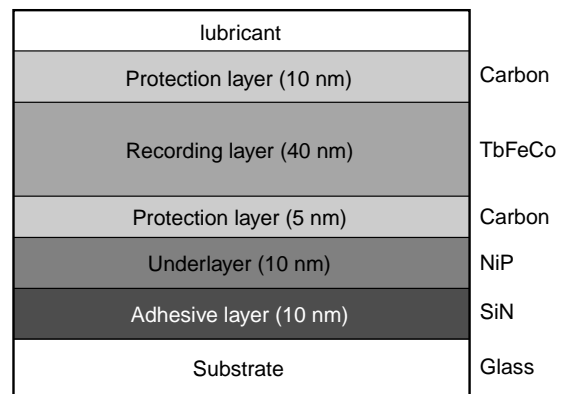 lubricant
Protection layer (10 nm) Carbon
Recording layer (40 nm) TbFeCo
Protection layer (5 nm) Carbon
Underlayer (10 nm) NiP
Adhesive layer (10 nm) SiN
Substrate Glass